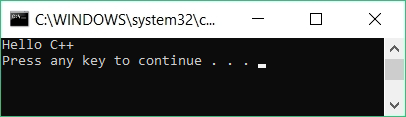 C:\WINDOWS\system32\c...
Hello C++
Press any key to continue . . .